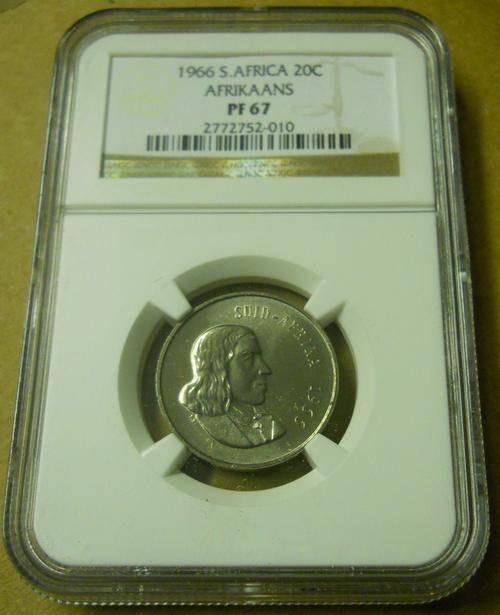 1966 S.AFRICA 20C
AFRIKAANS
PF 67
2772752-010
SUID-AFRIKA
1966